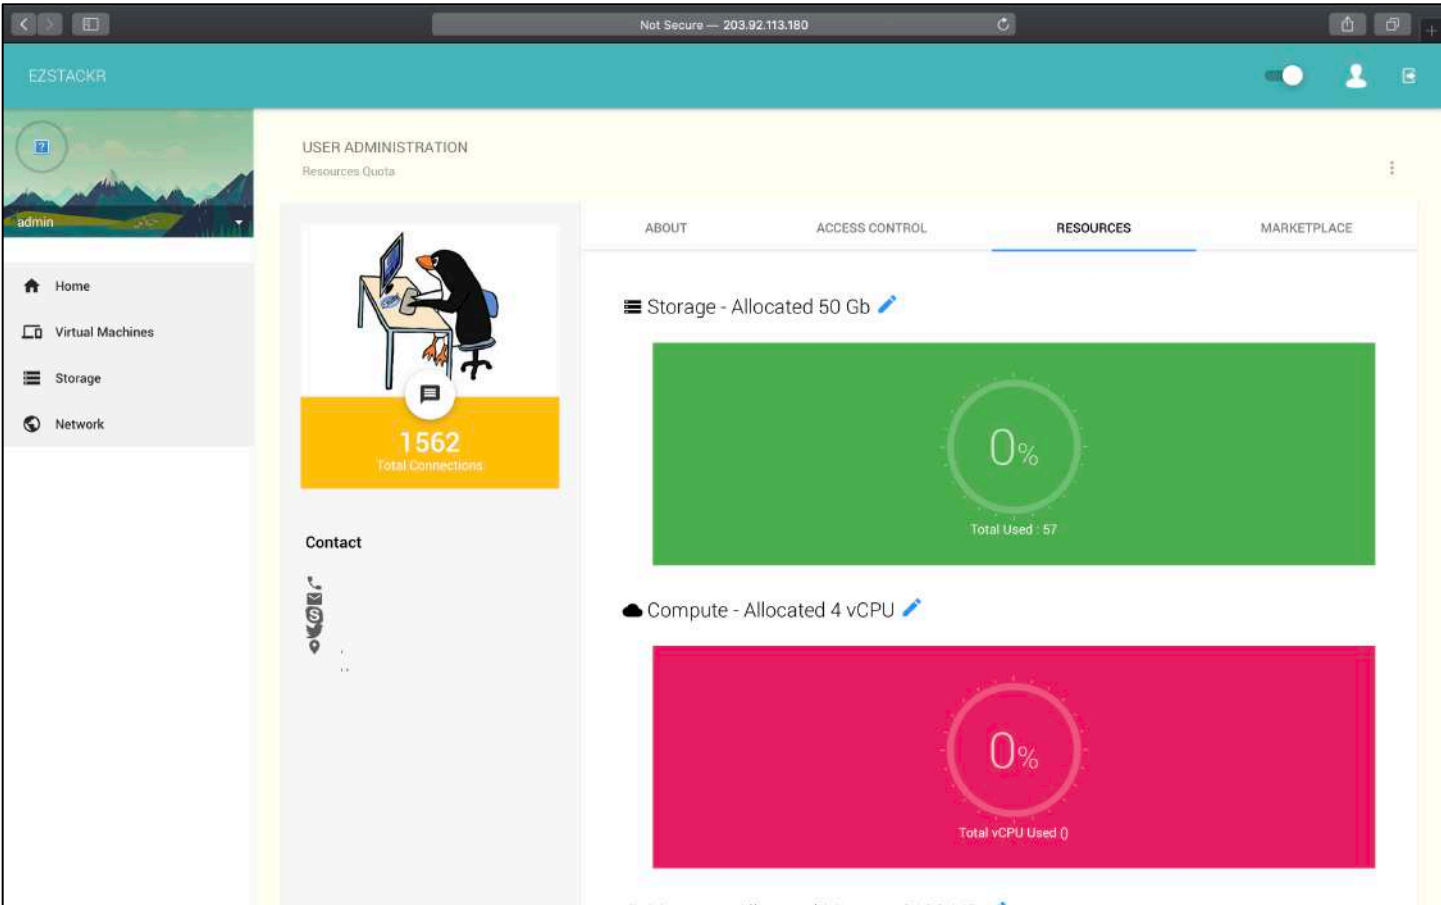 Not Secure — 203.92.113.180
EZSTACKR
admin
Home
Virtual Machines
Storage
Network
USER ADMINISTRATION
Resources Quota
1562
Total Connections
Contact
ABOUT ACCESS CONTROL RESOURCES MARKETPLACE
Storage - Allocated 50 Gb
0%
Total Used : 57
Compute - Allocated 4 vCPU
0%
Total vCPU Used ()